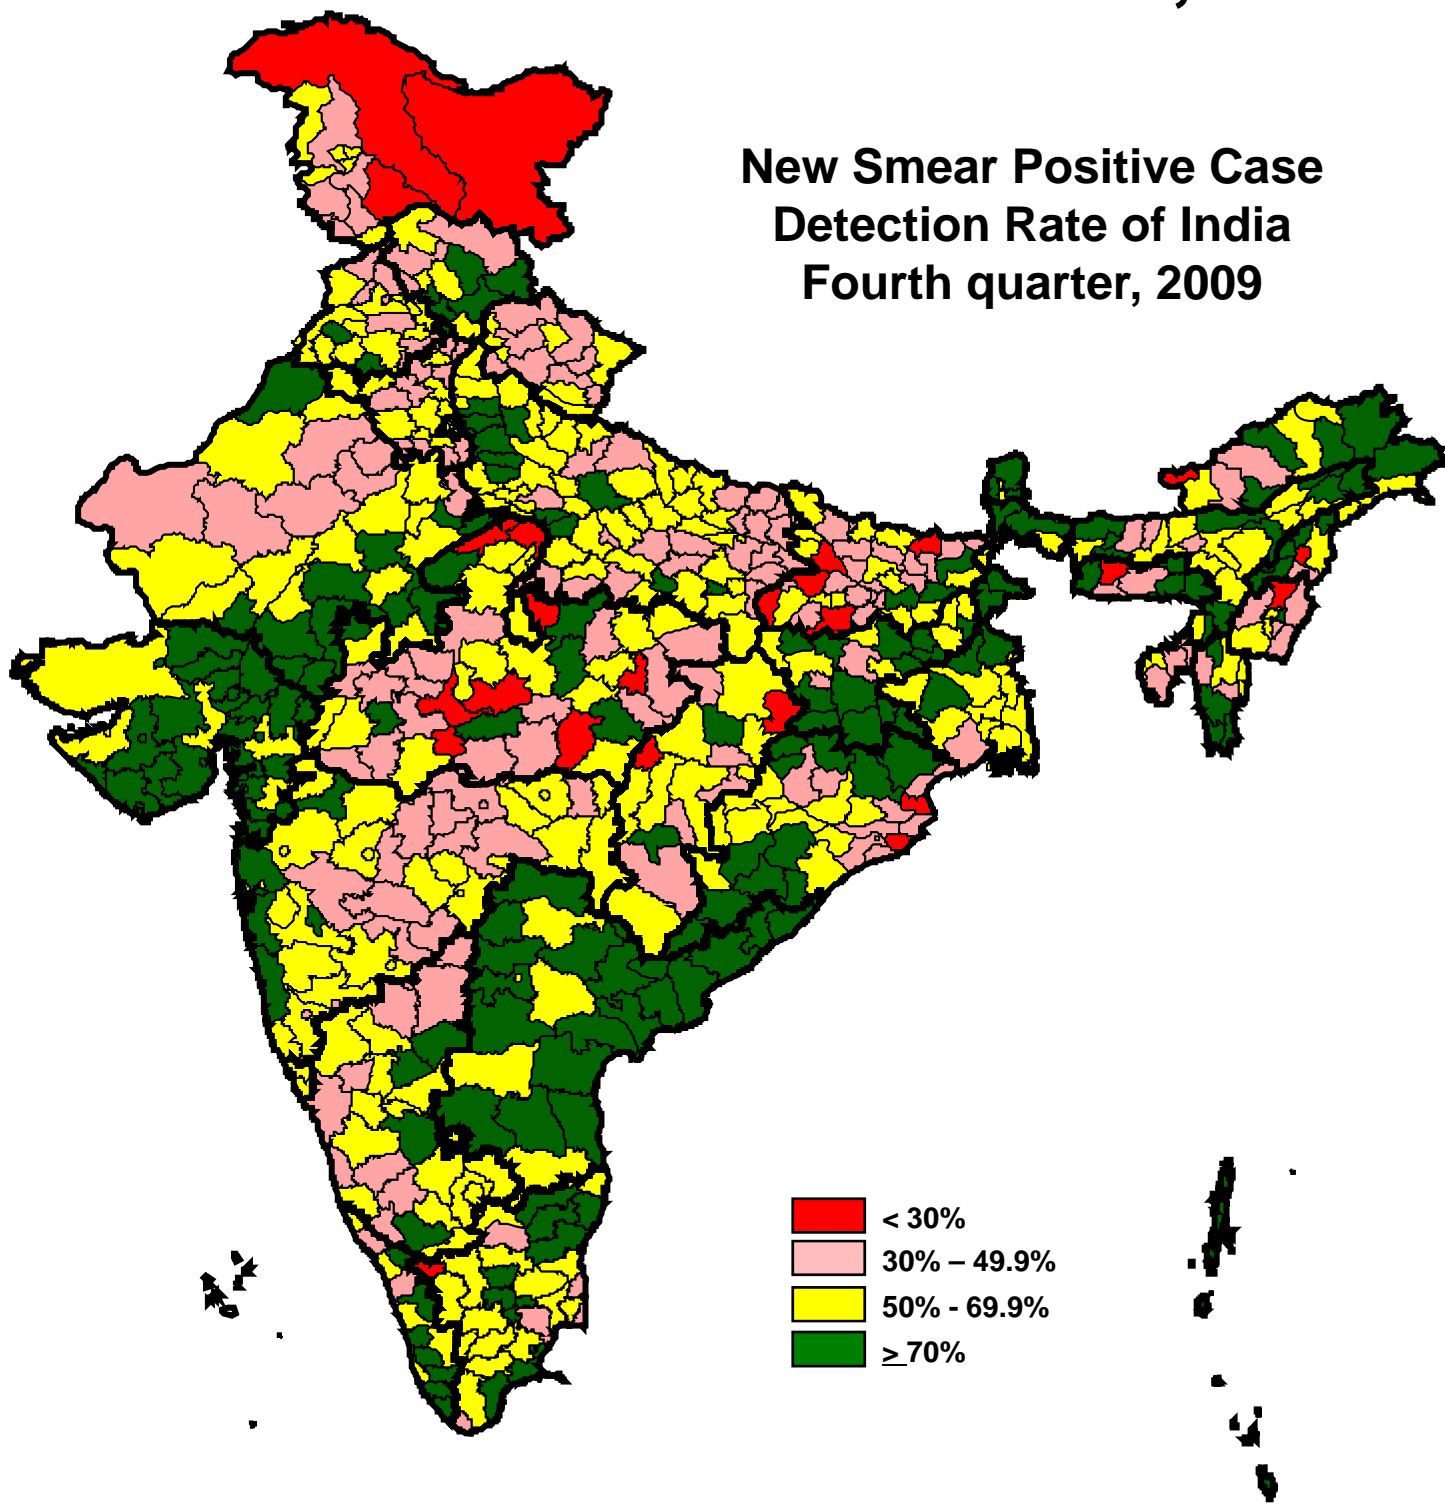 New Smear Positive Case
Detection Rate of India
Fourth quarter, 2009
< 30%
30% – 49.9%
50% - 69.9%
> 70%